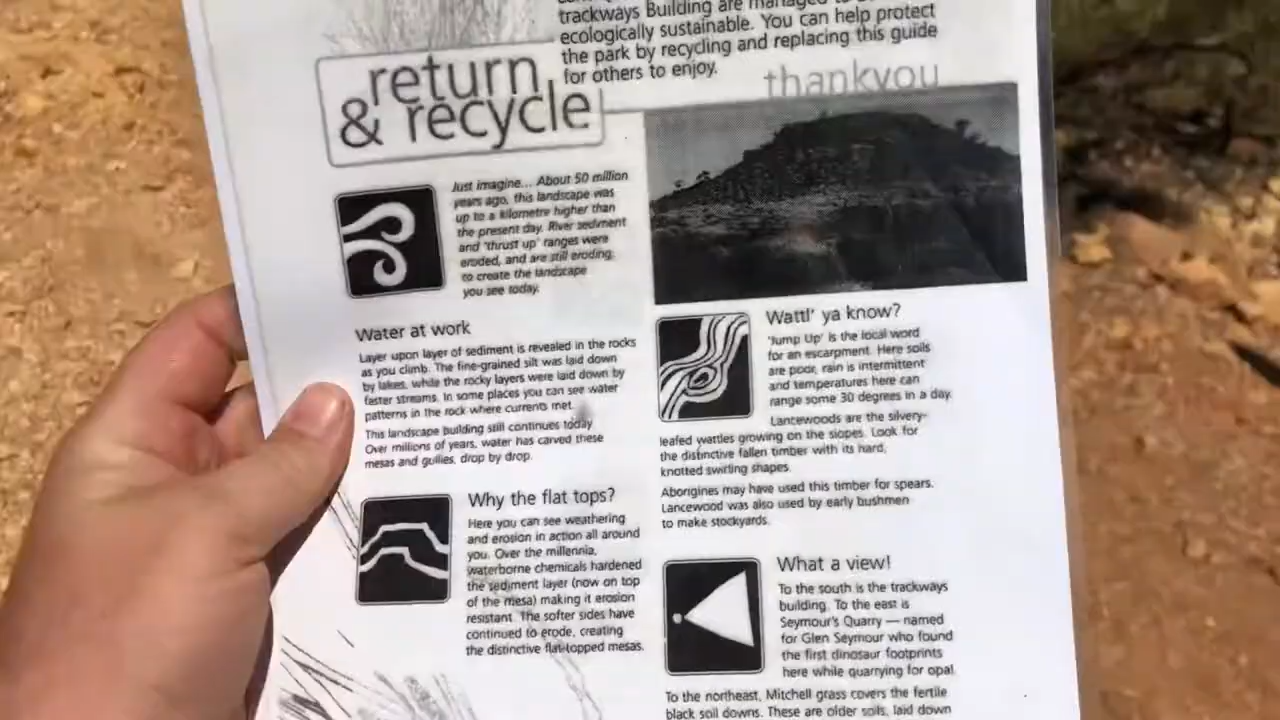 trackways Building are managed to
ecologically sustainable. You can help protect
the park by recycling and replacing this guide
for others to enjoy.
thankyou
return
& recycle
Just imagine... About 50 million
years ago, this landscape was
up to a kilometre higher than
the present day. River sediment
and 'thrust up' ranges were
eroded, and are still eroding,
to create the landscape
you see today.
Water at work
Layer upon layer of sediment is revealed in the rocks
as you climb. The fine-grained silt was laid down
by lakes, while the rocky layers were laid down by
faster streams. In some places you can see water
patterns in the rock where currents met.
This landscape building still continues today.
Over millions of years, water has carved these
mesas and gullies, drop by drop.
Why the flat tops?
Here you can see weathering
and erosion in action all around
you. Over the millennia,
waterborne chemicals hardened
the sediment layer (now on top
of the mesa) making it erosion
resistant. The softer sides have
continued to erode, creating
the distinctive flat-topped mesas.
Wattl' ya know?
'Jump Up' is the local word
for an escarpment. Here soils
are poor, rain is intermittent
and temperatures here can
range some 30 degrees in a day.
Lancewoods are the silvery-
leafed wattles growing on the slopes. Look for
the distinctive fallen timber with its hard,
knotted swirling shapes.
Aborigines may have used this timber for spears.
Lancewood was also used by early bushmen
to make stockyards.
What a view!
To the south is the trackways
building. To the east is
Seymour's Quarry — named
for Glen Seymour who found
the first dinosaur footprints
here while quarrying for opal.
To the northeast, Mitchell grass covers the fertile
black soil downs. These are older soils, laid down